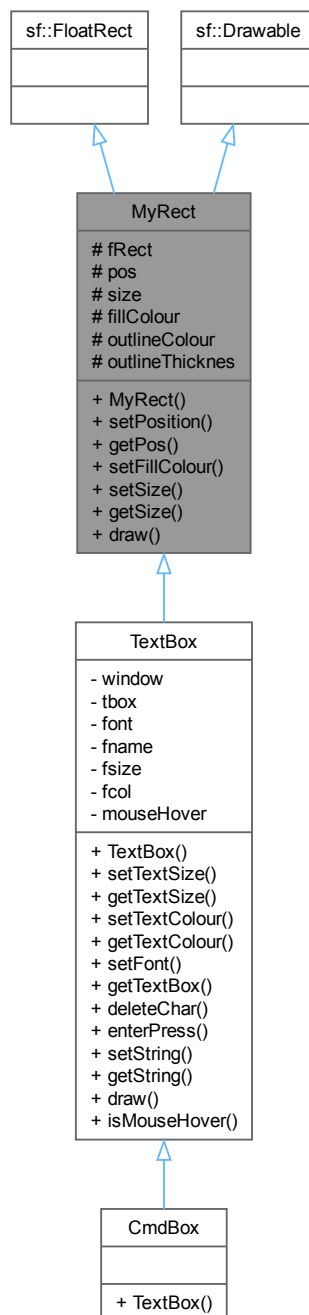 sf::FloatRect
sf::Drawable
MyRect
# fRect
# pos
# size
# fillColour
# outlineColour
# outlineThicknes
+ MyRect()
+ setPosition()
+ getPos()
+ setFillColour()
+ setSize()
+ getSize()
+ draw()
TextBox
- window
- tbox
- font
- fname
- fsize
- fcol
- mouseHover
+ TextBox()
+ setTextSize()
+ getTextSize()
+ setTextColour()
+ getTextColour()
+ setFont()
+ getTextBox()
+ deleteChar()
+ enterPress()
+ setString()
+ getString()
+ draw()
+ isMouseHover()
CmdBox
+ TextBox()